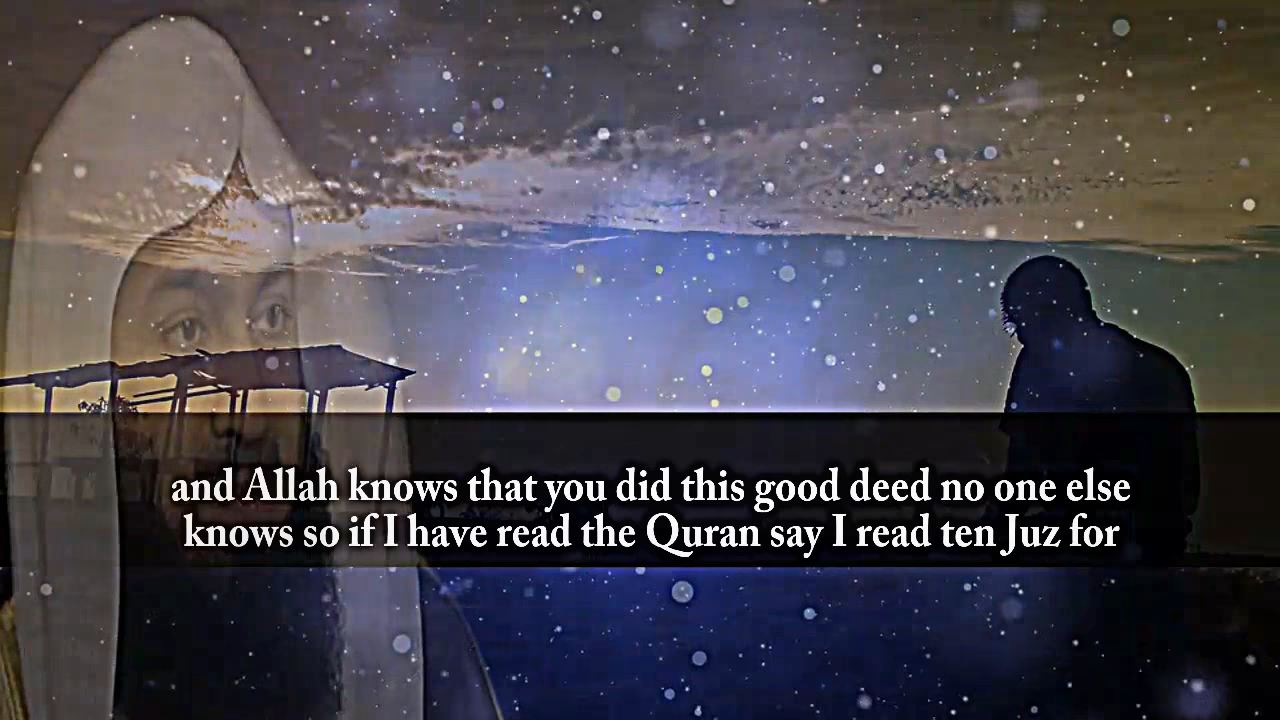 and Allah knows that you did this good deed no one else
knows so if I have read the Quran say I read ten Juz for